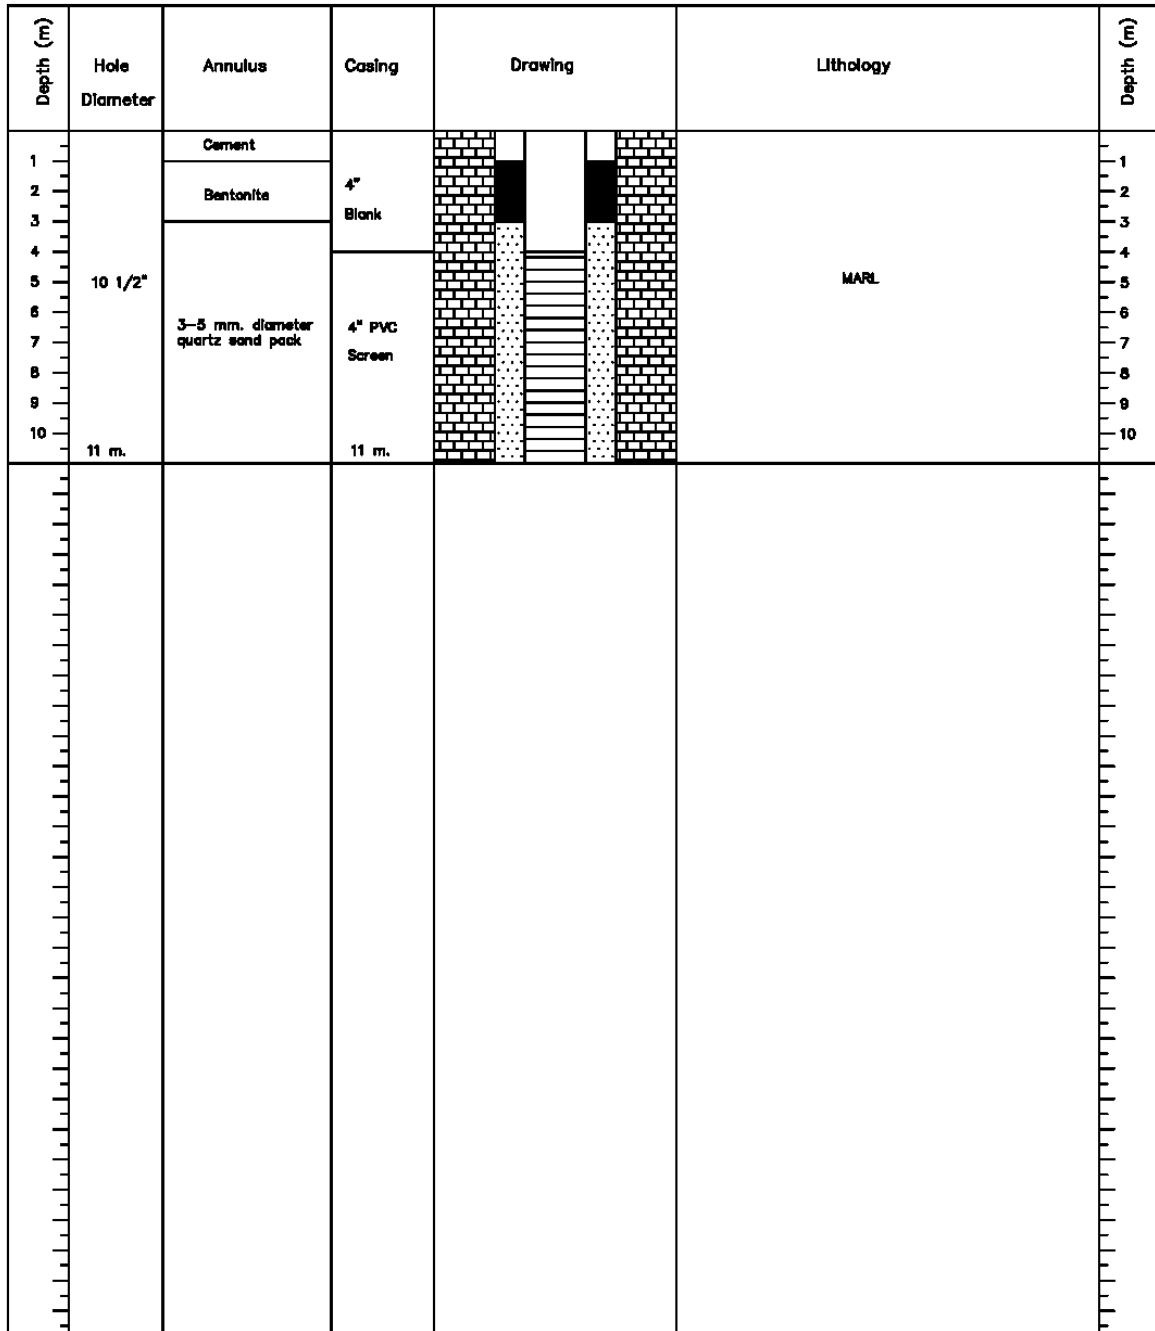 Depth (m)
Hole
Diameter
Annulus
Casing
Drawing
Lithology
Depth (m)
1
2
3
4
5
6
7
8
9
10
10 1/2"
11 m.
Cement
Bentonite
3-5 mm. diameter
quartz sand pack
4"
Blank
4" PVC
Screen
11 m.
MARL
1
2
3
4
5
6
7
8
9
10